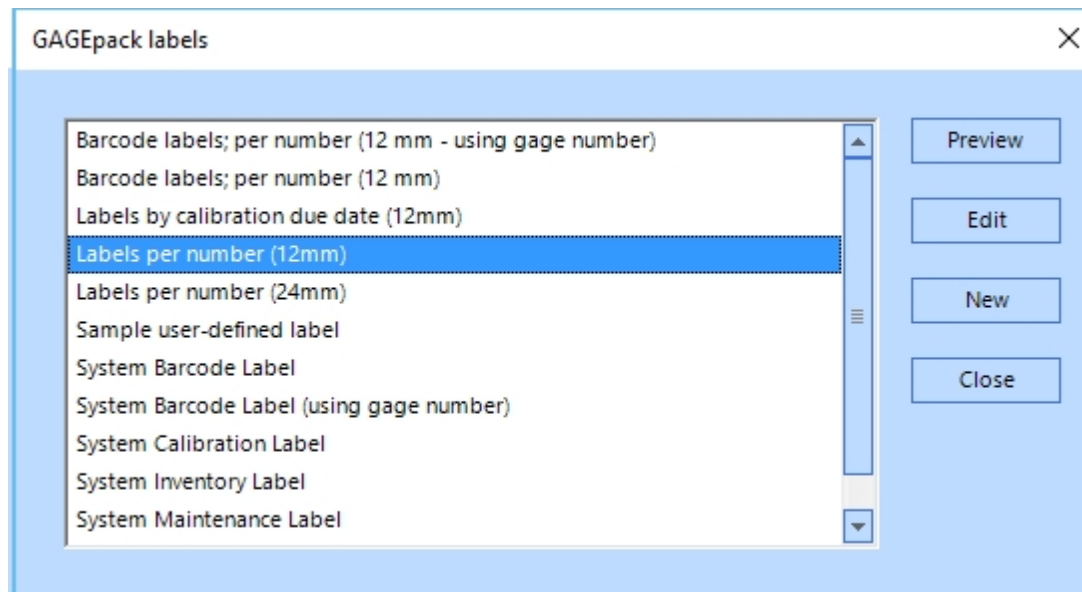 GAGEpack labels
Barcode labels; per number (12 mm - using gage number)
Barcode labels; per number (12 mm)
Labels by calibration due date (12mm)
Labels per number (12mm)
Labels per number (24mm)
Sample user-defined label
System Barcode Label
System Barcode Label (using gage number)
System Calibration Label
System Inventory Label
System Maintenance Label
Preview
Edit
New
Close